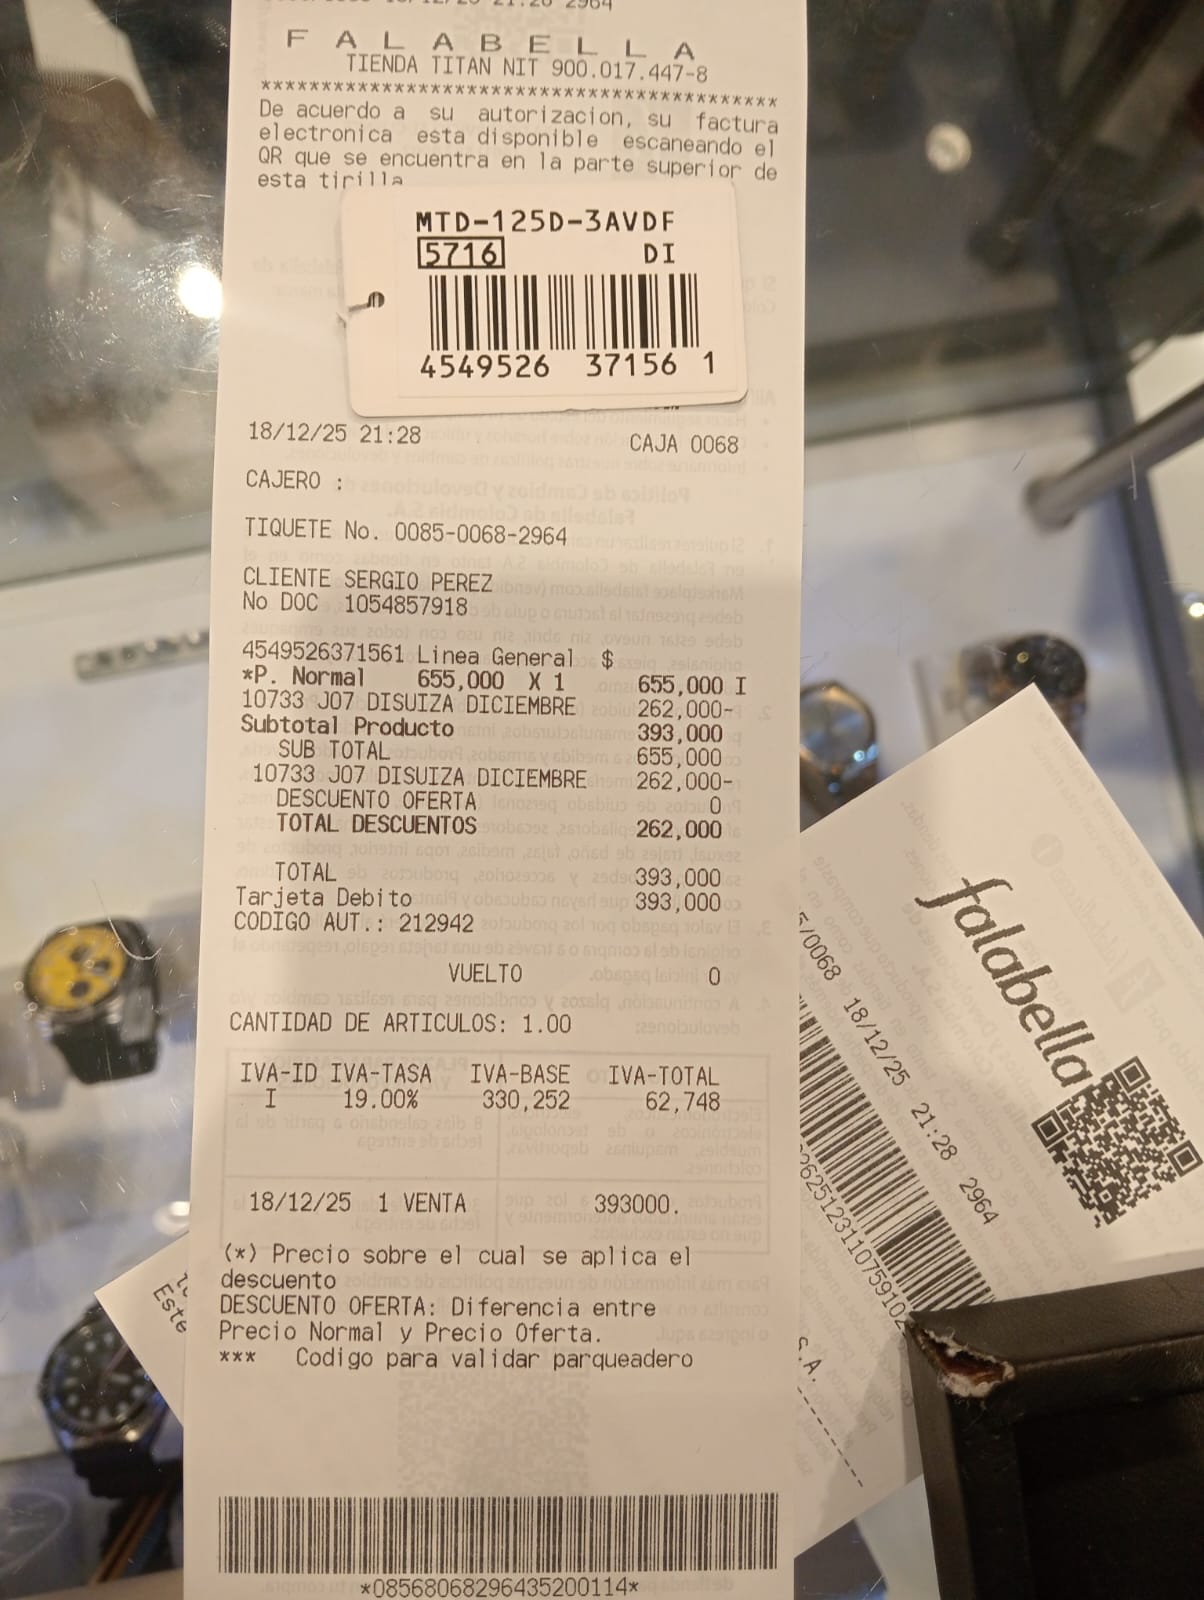 F A L A B E L L A
TIENDA TITAN NIT 900.017.447-8
*******************************************
De acuerdo a su autorizacion, su factura
electronica esta disponible escaneando el
QR que se encuentra en la parte superior de
esta tirilla
MTD-125D-3AVDF
5716 DI
4549526 37156 1
18/12/25 21:28 CAJA 0068
CAJERO :
TIQUETE No. 0085-0068-2964
CLIENTE SERGIO PEREZ
No DOC 1054857918
4549526371561 Linea General $
*P. Normal 655,000 X 1 655,000 I
10733 J07 DISUIZA DICIEMBRE 262,000-
Subtotal Producto 393,000
SUB TOTAL 655,000
10733 J07 DISUIZA DICIEMBRE 262,000-
DESCUENTO OFERTA 0
TOTAL DESCUENTOS 262,000
TOTAL 393,000
Tarjeta Debito 393,000
CODIGO AUT.: 212942
VUELTO 0
CANTIDAD DE ARTICULOS: 1.00
IVA-ID IVA-TASA IVA-BASE IVA-TOTAL
I 19.00% 330,252 62,748
18/12/25 1 VENTA 393000.
(*) Precio sobre el cual se aplica el
descuento
DESCUENTO OFERTA: Diferencia entre
Precio Normal y Precio Oferta.
*** Codigo para validar parqueadero
*08568068296435200114*
falabella
/0068 18/12/25 21:28 2964
S.A.
Este